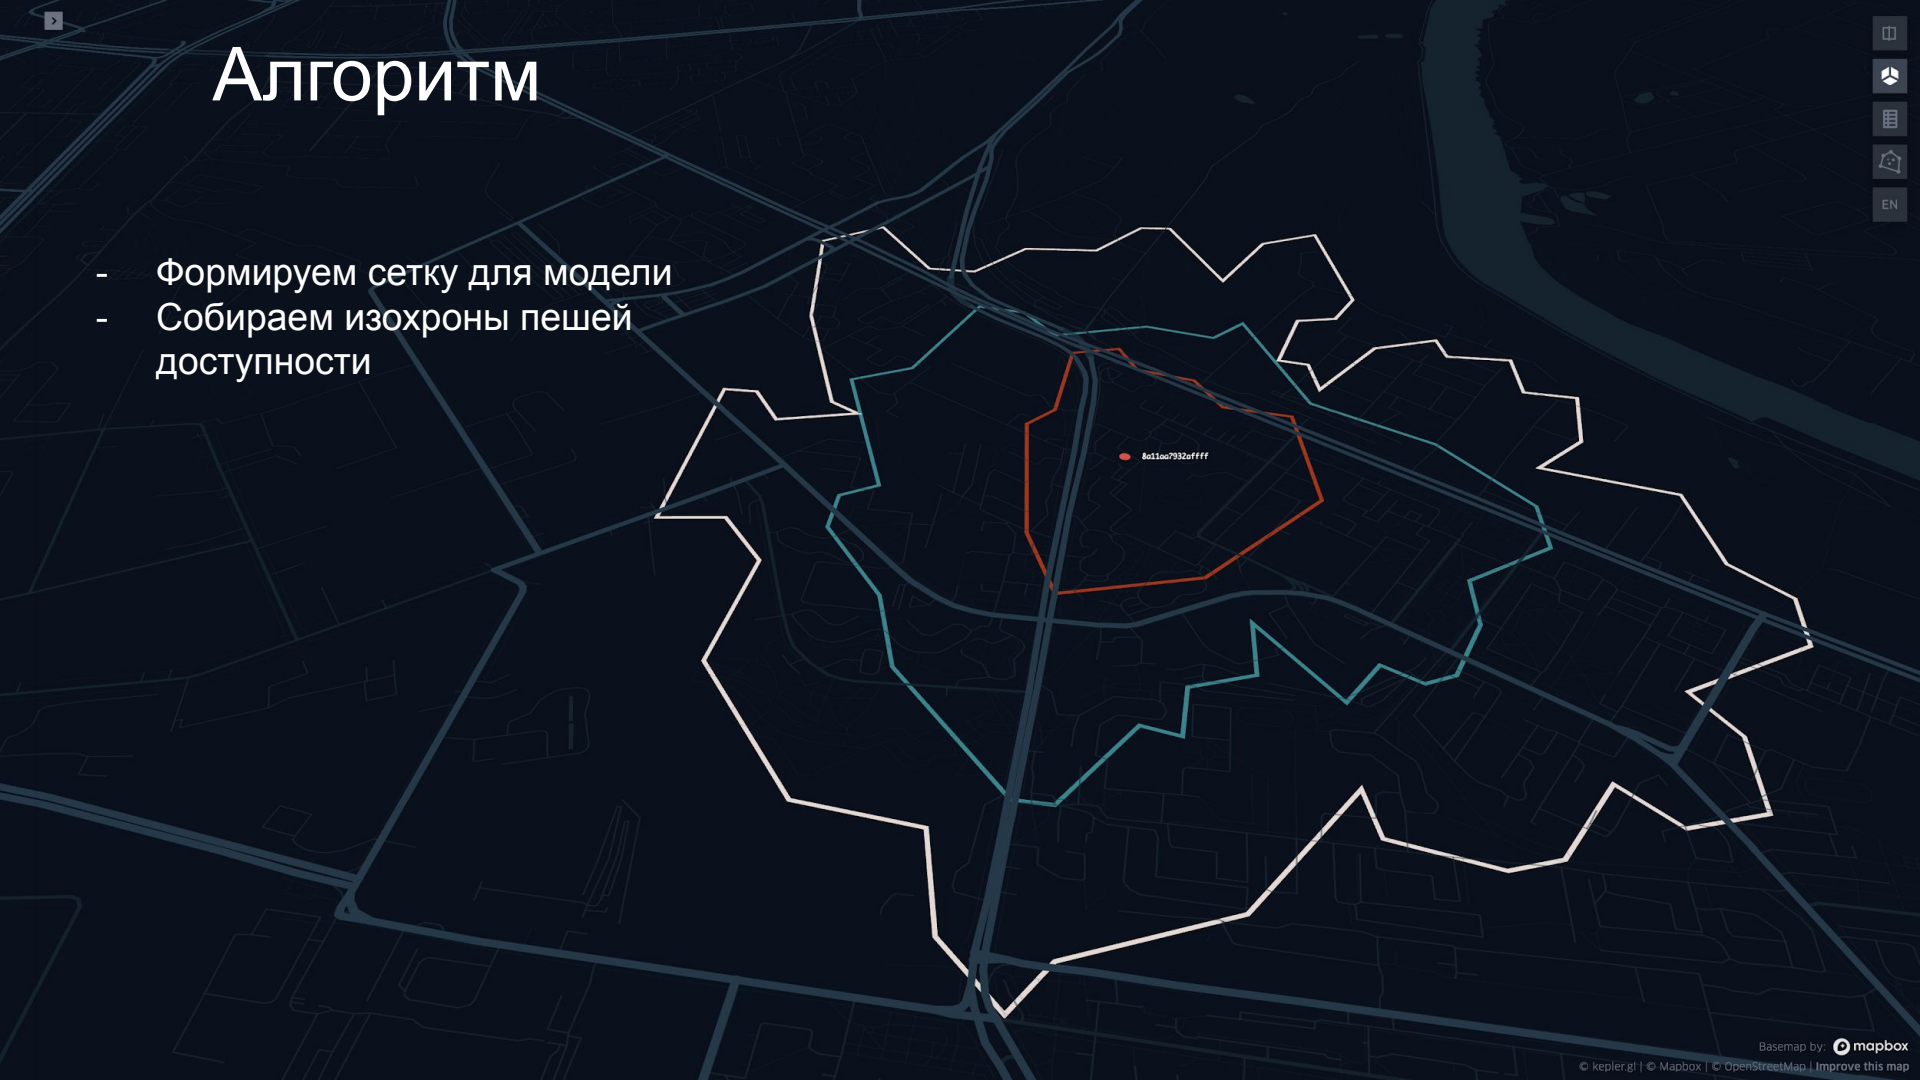 Алгоритм
- Формируем сетку для модели
- Собираем изохроны пешей
доступности
8a11aa7932affff
EN
Basemap by: mapbox
© kepler.gl | © Mapbox | © OpenStreetMap | Improve this map